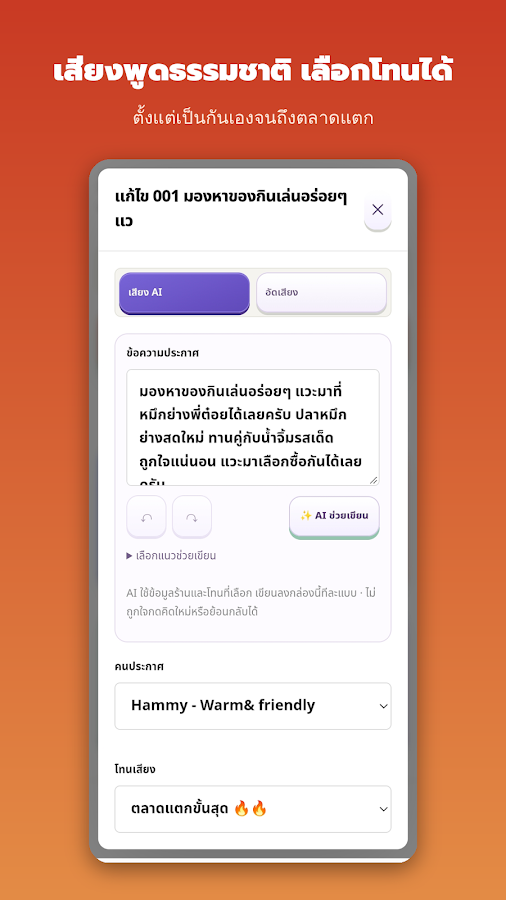 เสียงพูดธรรมชาติ เลือกโทนได้
ตั้งแต่เป็นกันเองจนถึงตลาดแตก
แก้ไข 001 มองหาของกินเล่นอร่อยๆ
แว
เสียง AI
อัดเสียง
ข้อความประกาศ
มองหาของกินเล่นอร่อยๆ แวะมาที่
หมึกย่างพี่ต๋อยได้เลยครับ ปลาหมึก
ย่างสดใหม่ ทานคู่กับน้ำจิ้มรสเด็ด
ถูกใจแน่นอน แวะมาเลือกซื้อกันได้เลย
ครับ
✨ AI ช่วยเขียน
▶ เลือกแนวช่วยเขียน
AI ใช้ข้อมูลร้านและโทนที่เลือก เขียนลงกล่องนี้ทีละแบบ · ไม่
ถูกใจกดคิดใหม่หรือย้อนกลับได้
คนประกาศ
Hammy - Warm& friendly
โทนเสียง
ตลาดแตกขั้นสุด 🔥🔥